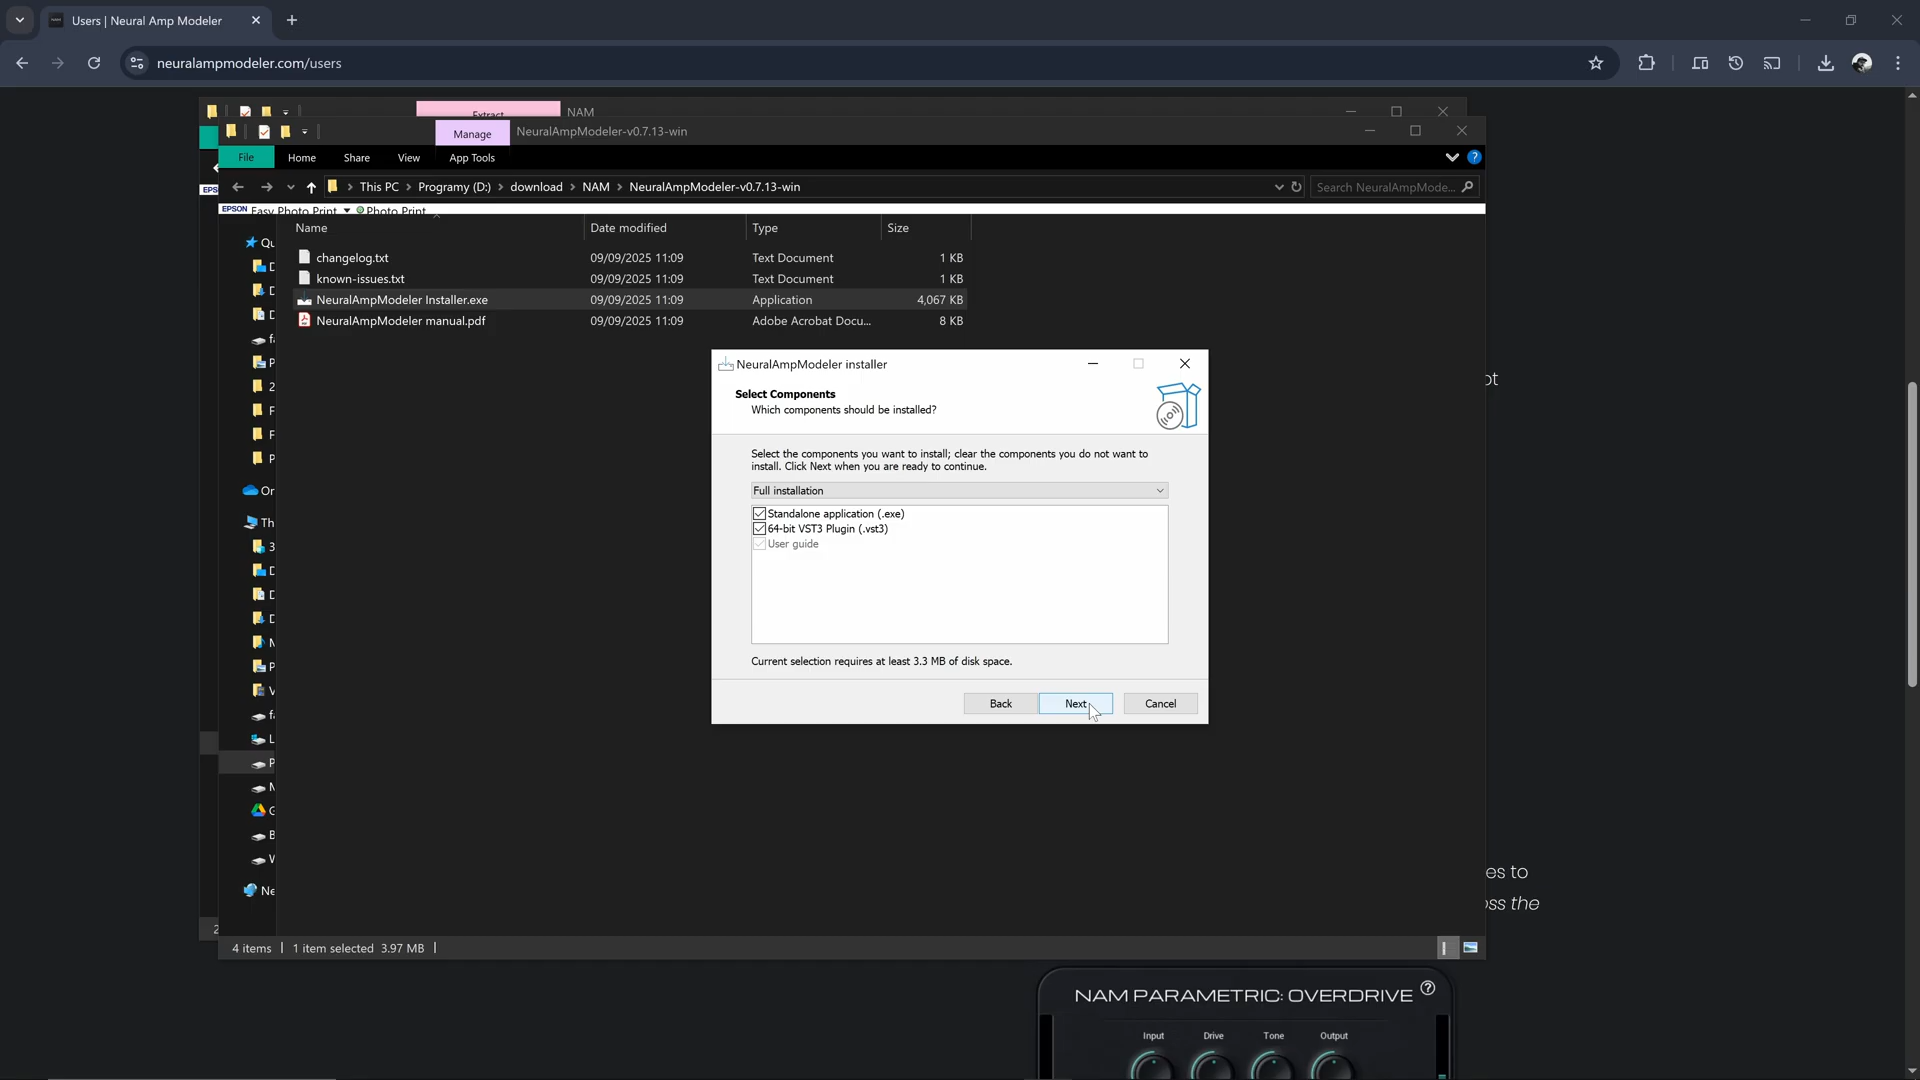 Users | Neural Amp Modeler
neuralampmodeler.com/users
Extract
NAM
Manage
NeuralAmpModeler-v0.7.13-win
File
Home
Share
View
App Tools
This PC > Programy (D:) > download > NAM > NeuralAmpModeler-v0.7.13-win
Search NeuralAmpMode...
EPS
EPSON Easy Photo Print Photo Print
Name
Date modified
Type
Size
changelog.txt 09/09/2025 11:09 Text Document 1 KB
known-issues.txt 09/09/2025 11:09 Text Document 1 KB
NeuralAmpModeler Installer.exe 09/09/2025 11:09 Application 4,067 KB
NeuralAmpModeler manual.pdf 09/09/2025 11:09 Adobe Acrobat Docu... 8 KB
NeuralAmpModeler installer
Select Components
Which components should be installed?
Select the components you want to install; clear the components you do not want to
install. Click Next when you are ready to continue.
Full installation
Standalone application (.exe)
64-bit VST3 Plugin (.vst3)
User guide
Current selection requires at least 3.3 MB of disk space.
Back
Next
Cancel
es to
oss the
4 items
1 item selected 3.97 MB
NAM PARAMETRIC: OVERDRIVE
Input
Drive
Tone
Output